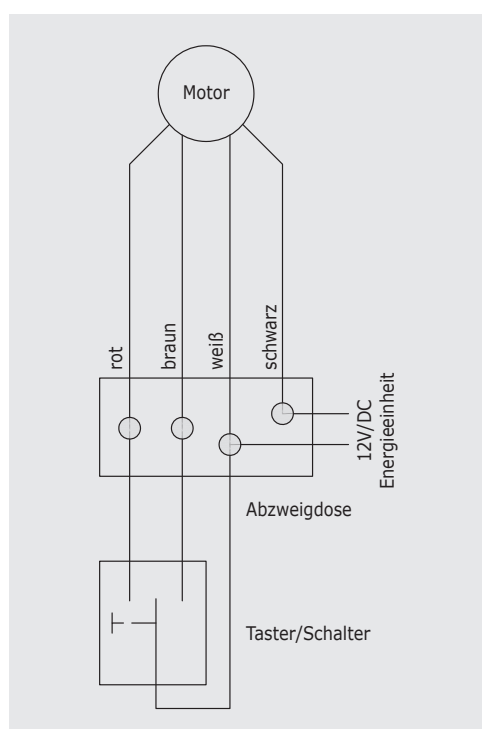 Motor
rot
braun
weiß
schwarz
12V/DC
Energieeinheit
Abzweigdose
Taster/Schalter